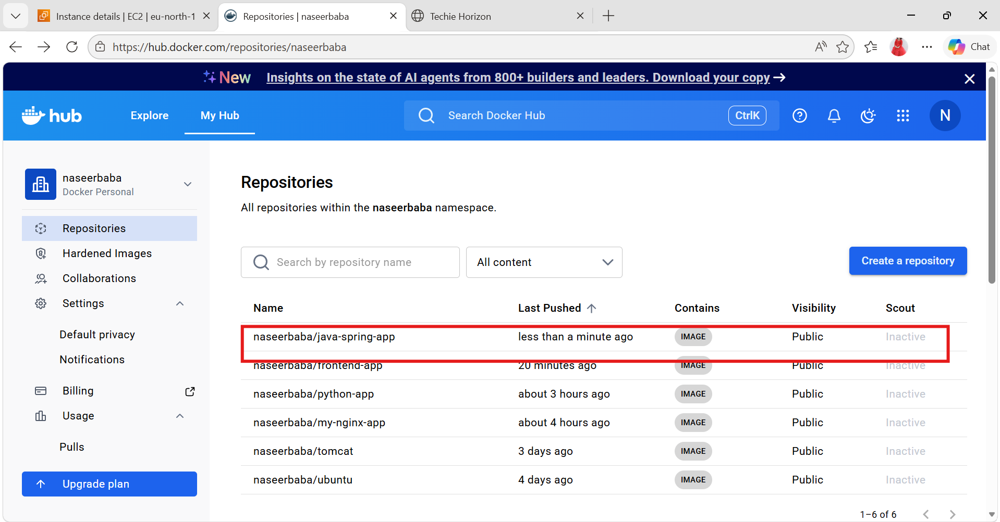 Instance details | EC2 | eu-north-1
Repositories | naseerbaba
Techie Horizon
https://hub.docker.com/repositories/naseerbaba
Chat
New Insights on the state of AI agents from 800+ builders and leaders. Download your copy →
hub Explore My Hub Search Docker Hub CtrlK N
naseerbaba
Docker Personal
Repositories
Hardened Images
Collaborations
Settings
Default privacy
Notifications
Billing
Usage
Pulls
Upgrade plan
Repositories
All repositories within the naseerbaba namespace.
Search by repository name All content Create a repository
Name Last Pushed ↑ Contains Visibility Scout
naseerbaba/java-spring-app less than a minute ago IMAGE Public Inactive
naseerbaba/frontend-app 20 minutes ago IMAGE Public Inactive
naseerbaba/python-app about 3 hours ago IMAGE Public Inactive
naseerbaba/my-nginx-app about 4 hours ago IMAGE Public Inactive
naseerbaba/tomcat 3 days ago IMAGE Public Inactive
naseerbaba/ubuntu 4 days ago IMAGE Public Inactive
1–6 of 6